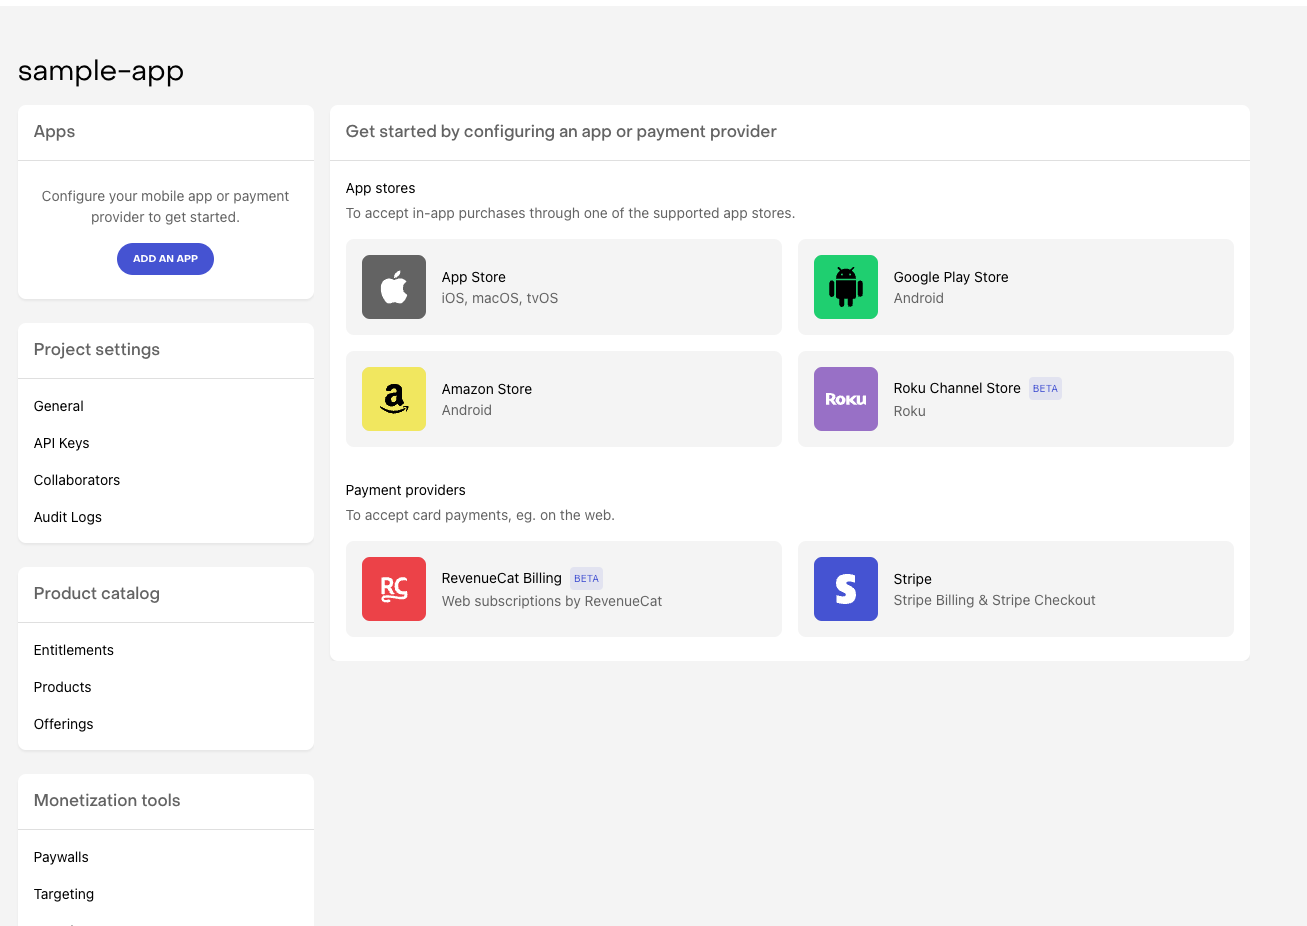 sample-app
Apps
Configure your mobile app or payment
provider to get started.
ADD AN APP
Project settings
General
API Keys
Collaborators
Audit Logs
Product catalog
Entitlements
Products
Offerings
Monetization tools
Paywalls
Targeting
Get started by configuring an app or payment provider
App stores
To accept in-app purchases through one of the supported app stores.
App Store
iOS, macOS, tvOS
Google Play Store
Android
a
Amazon Store
Android
Roku
Roku Channel Store BETA
Roku
Payment providers
To accept card payments, eg. on the web.
RC
RevenueCat Billing BETA
Web subscriptions by RevenueCat
S
Stripe
Stripe Billing & Stripe Checkout